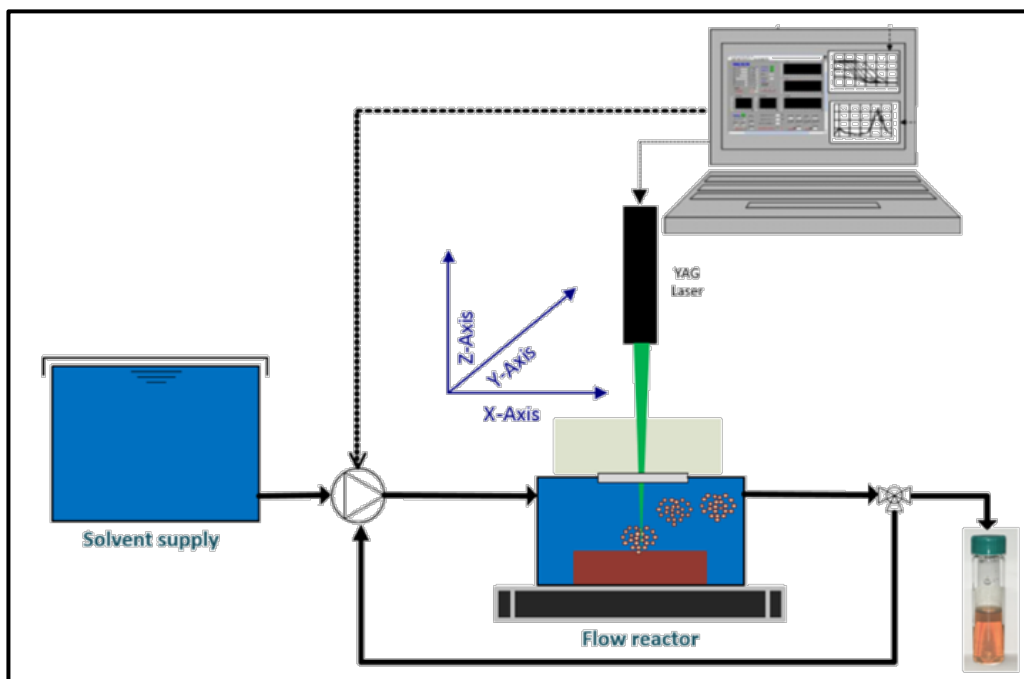 YAG
Laser
Z-Axis
Y-Axis
X-Axis
Solvent supply
Flow reactor